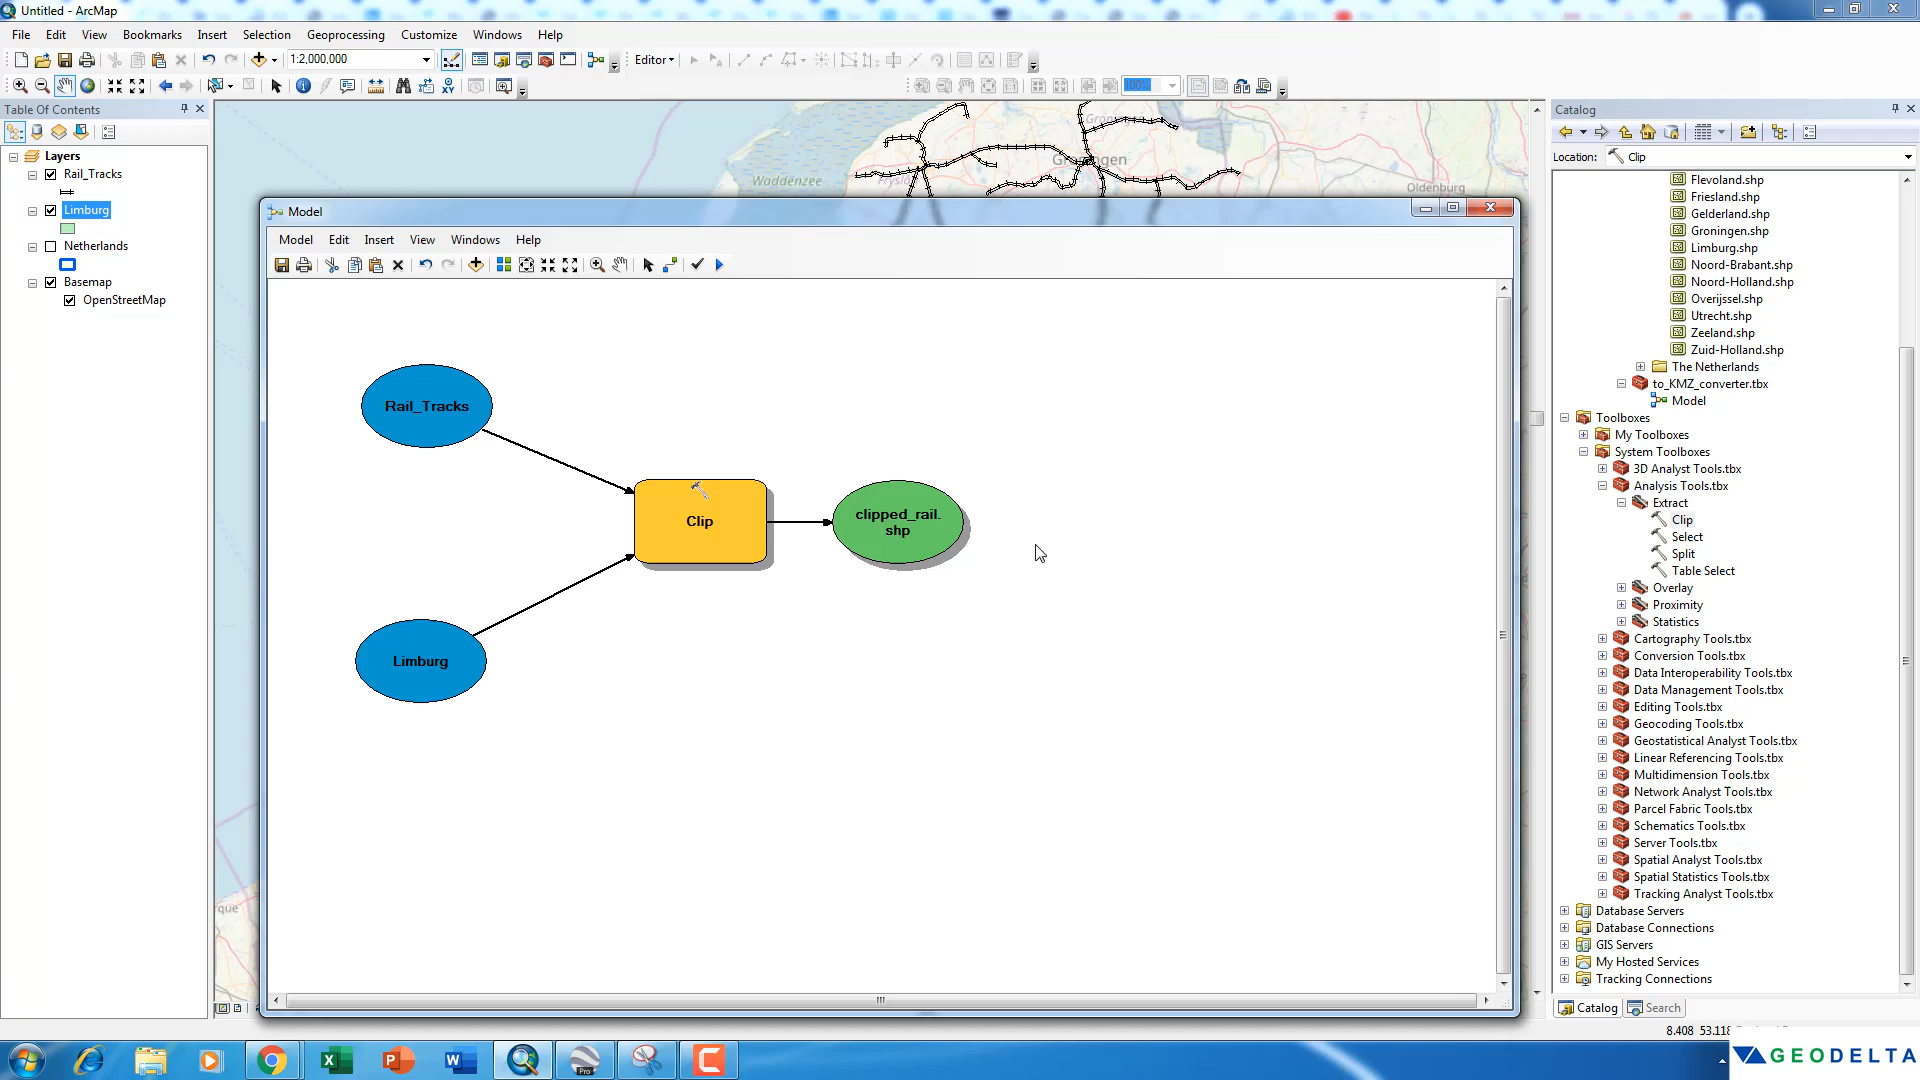 Untitled - ArcMap
File Edit View Bookmarks Insert Selection Geoprocessing Customize Windows Help
1:2,000,000
Editor
100%
Table Of Contents
Layers
Rail_Tracks
Limburg
Netherlands
Basemap
OpenStreetMap
Groningen
Waddenzee
Oldenburg
Model
Model Edit Insert View Windows Help
Rail_Tracks
Clip
clipped_rail.
shp
Limburg
rque
Catalog
Location: Clip
Flevoland.shp
Friesland.shp
Gelderland.shp
Groningen.shp
Limburg.shp
Noord-Brabant.shp
Noord-Holland.shp
Overijssel.shp
Utrecht.shp
Zeeland.shp
Zuid-Holland.shp
The Netherlands
to_KMZ_converter.tbx
Model
Toolboxes
My Toolboxes
System Toolboxes
3D Analyst Tools.tbx
Analysis Tools.tbx
Extract
Clip
Select
Split
Table Select
Overlay
Proximity
Statistics
Cartography Tools.tbx
Conversion Tools.tbx
Data Interoperability Tools.tbx
Data Management Tools.tbx
Editing Tools.tbx
Geocoding Tools.tbx
Geostatistical Analyst Tools.tbx
Linear Referencing Tools.tbx
Multidimension Tools.tbx
Network Analyst Tools.tbx
Parcel Fabric Tools.tbx
Schematics Tools.tbx
Server Tools.tbx
Spatial Analyst Tools.tbx
Spatial Statistics Tools.tbx
Tracking Analyst Tools.tbx
Database Servers
Database Connections
GIS Servers
My Hosted Services
Tracking Connections
Catalog Search
8.408 53.118
Pro
GEODELTA